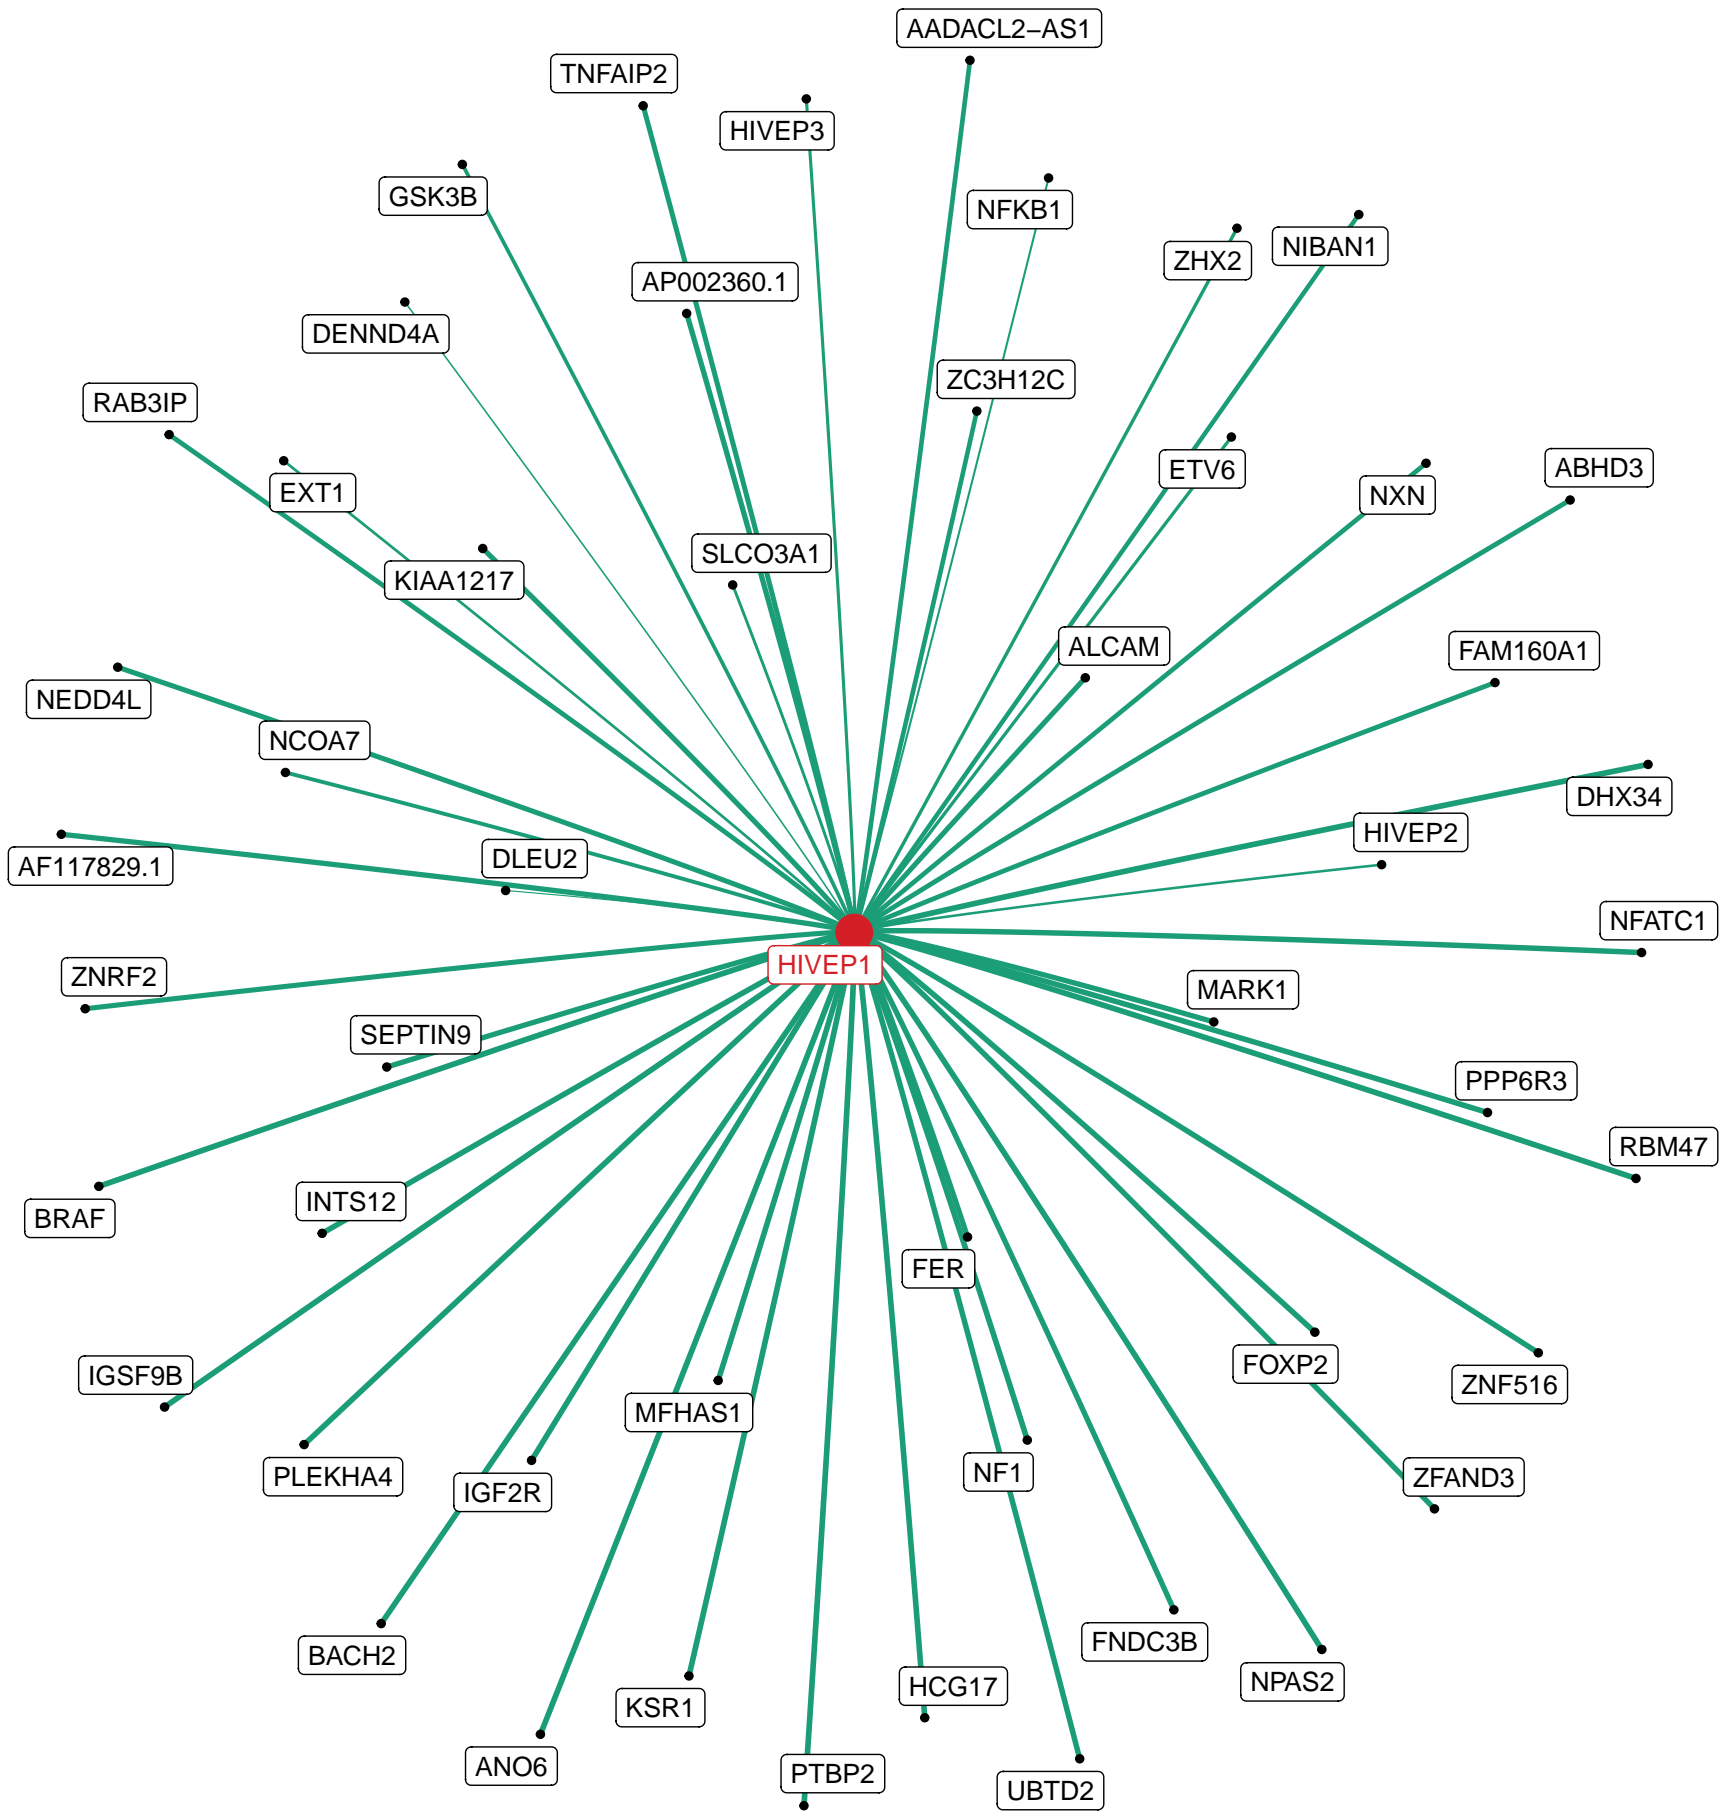 AADACL2−AS1
TNFAIP2
HIVEP3
GSK3B
NFKB1
NIBAN1
ZHX2
AP002360.1
DENND4A
ZC3H12C
RAB3IP
ETV6
ABHD3
EXT1
NXN
SLCO3A1
KIAA1217
ALCAM
FAM160A1
NEDD4L
NCOA7
DHX34
HIVEP2
DLEU2
AF117829.1
NFATC1
HIVEP1
ZNRF2
MARK1
SEPTIN9
PPP6R3
RBM47
INTS12
BRAF
FER
FOXP2
IGSF9B
ZNF516
MFHAS1
NF1
PLEKHA4
ZFAND3
IGF2R
FNDC3B
BACH2
NPAS2
HCG17
KSR1
ANO6
PTBP2
UBTD2